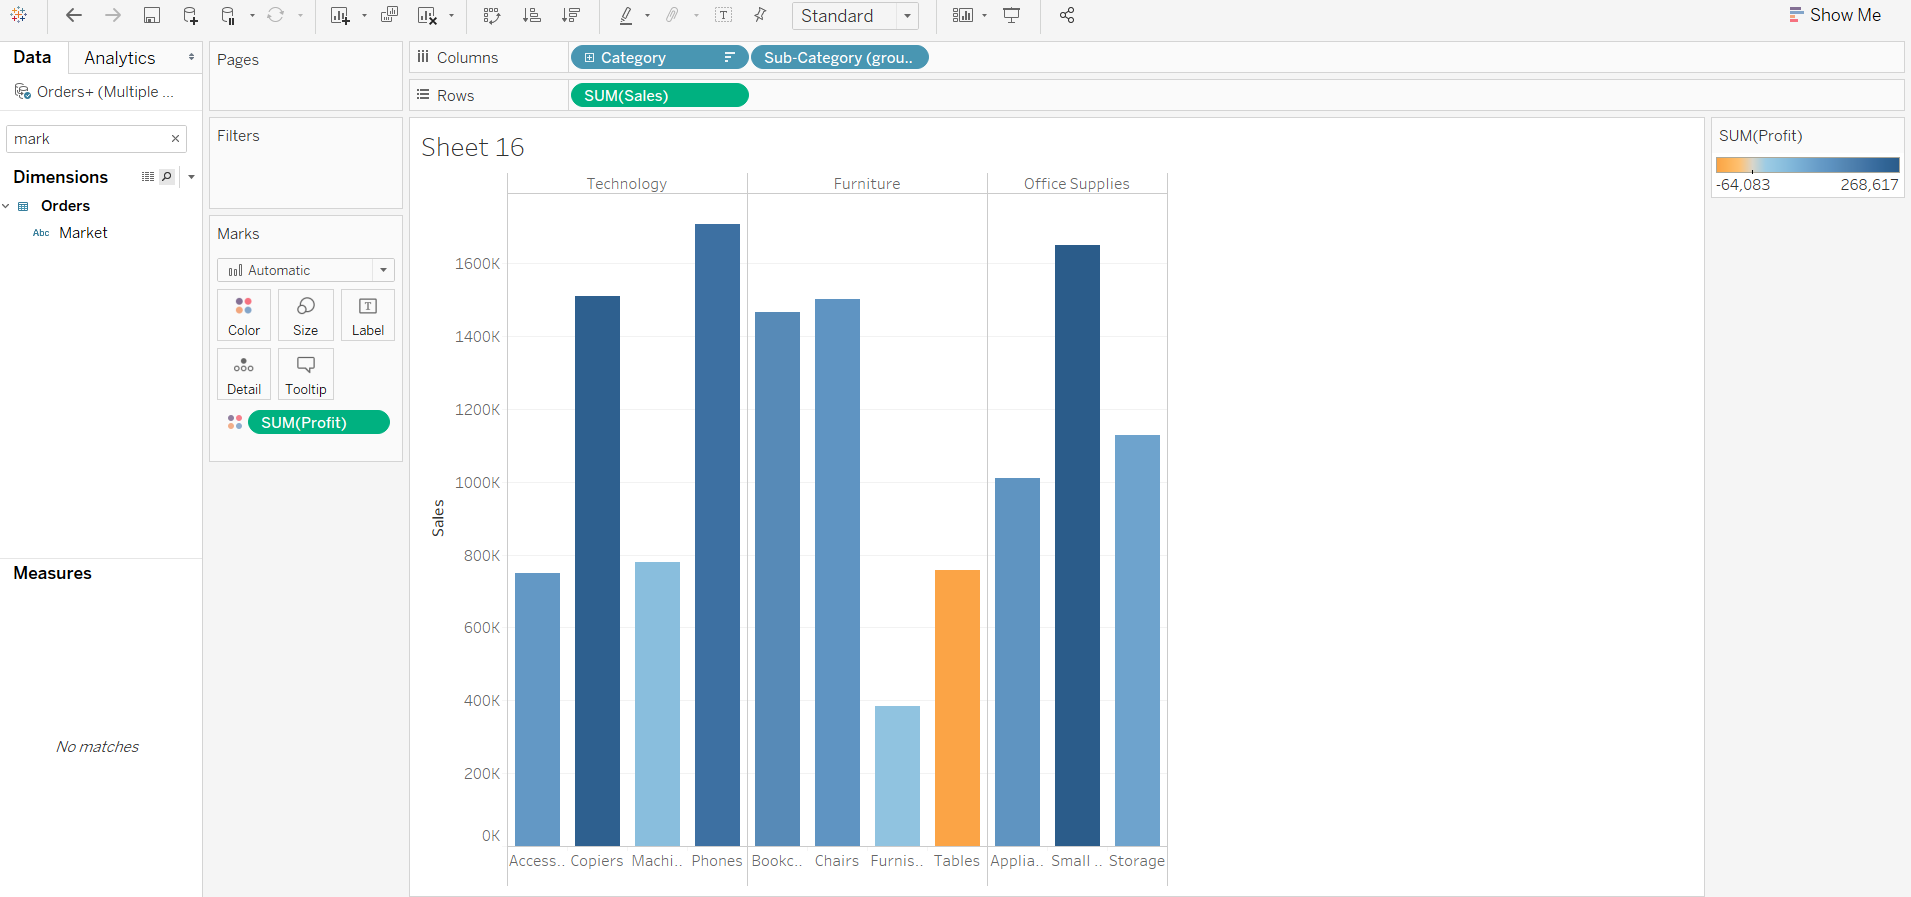 Standard
Show Me
Data
Analytics
Orders+ (Multiple ...
mark
Dimensions
Orders
Abc Market
Measures
No matches
Pages
Filters
Marks
Automatic
Color
Size
T
Label
Detail
Tooltip
SUM(Profit)
Columns
Category
Sub-Category (grou..
Rows
SUM(Sales)
Sheet 16
Technology
Furniture
Office Supplies
Sales
1600K
1400K
1200K
1000K
800K
600K
400K
200K
0K
Access.. Copiers Machi.. Phones Bookc.. Chairs Furnis.. Tables Applia.. Small .. Storage
SUM(Profit)
-64,083 268,617